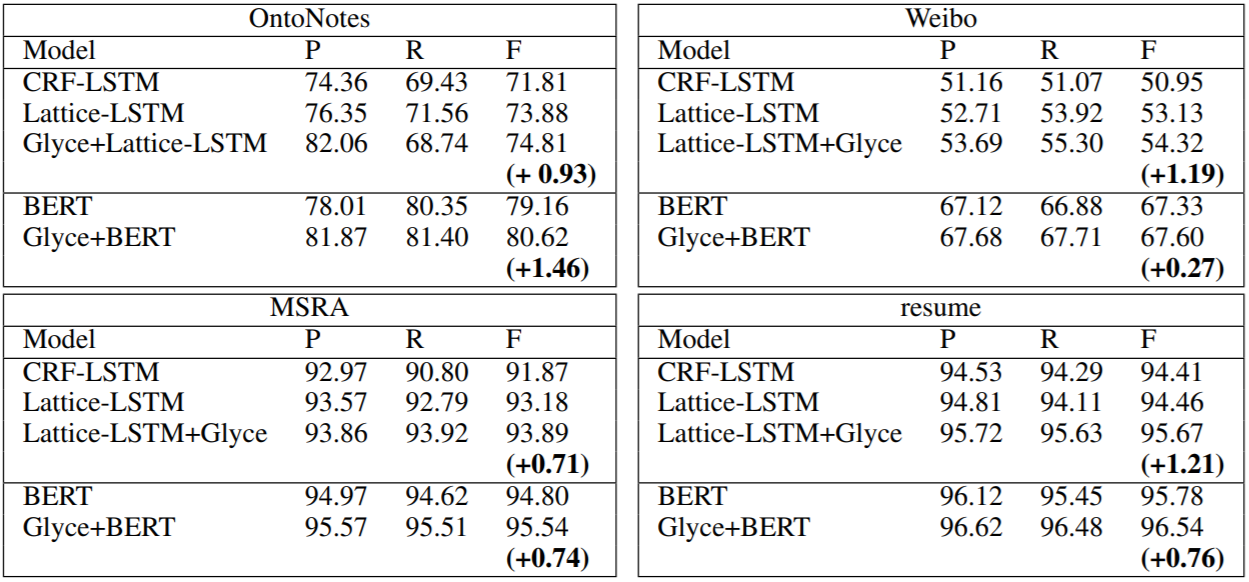 OntoNotes
Model P R F
CRF-LSTM 74.36 69.43 71.81
Lattice-LSTM 76.35 71.56 73.88
Glyce+Lattice-LSTM 82.06 68.74 74.81
(+ 0.93)
BERT 78.01 80.35 79.16
Glyce+BERT 81.87 81.40 80.62
(+1.46)
Weibo
Model P R F
CRF-LSTM 51.16 51.07 50.95
Lattice-LSTM 52.71 53.92 53.13
Lattice-LSTM+Glyce 53.69 55.30 54.32
(+1.19)
BERT 67.12 66.88 67.33
Glyce+BERT 67.68 67.71 67.60
(+0.27)
MSRA
Model P R F
CRF-LSTM 92.97 90.80 91.87
Lattice-LSTM 93.57 92.79 93.18
Lattice-LSTM+Glyce 93.86 93.92 93.89
(+0.71)
BERT 94.97 94.62 94.80
Glyce+BERT 95.57 95.51 95.54
(+0.74)
resume
Model P R F
CRF-LSTM 94.53 94.29 94.41
Lattice-LSTM 94.81 94.11 94.46
Lattice-LSTM+Glyce 95.72 95.63 95.67
(+1.21)
BERT 96.12 95.45 95.78
Glyce+BERT 96.62 96.48 96.54
(+0.76)